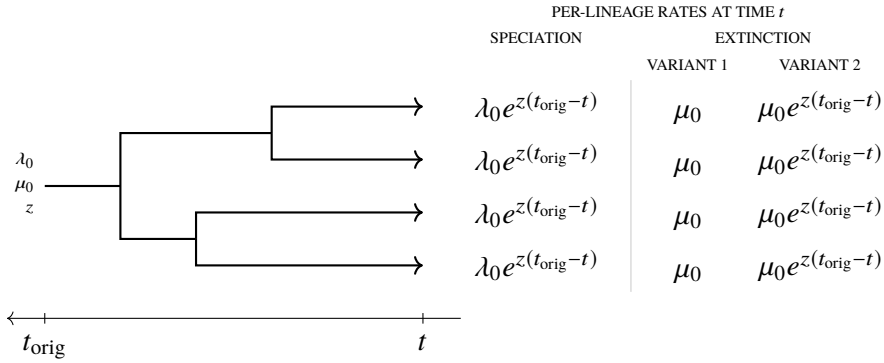 PER-LINEAGE RATES AT TIME t
SPECIATION EXTINCTION
VARIANT 1 VARIANT 2
λ₀e^{z(t_orig−t)} μ₀ μ₀e^{z(t_orig−t)}
λ₀
λ₀e^{z(t_orig−t)} μ₀ μ₀e^{z(t_orig−t)}
μ₀
z
λ₀e^{z(t_orig−t)} μ₀ μ₀e^{z(t_orig−t)}
λ₀e^{z(t_orig−t)} μ₀ μ₀e^{z(t_orig−t)}
t_orig t